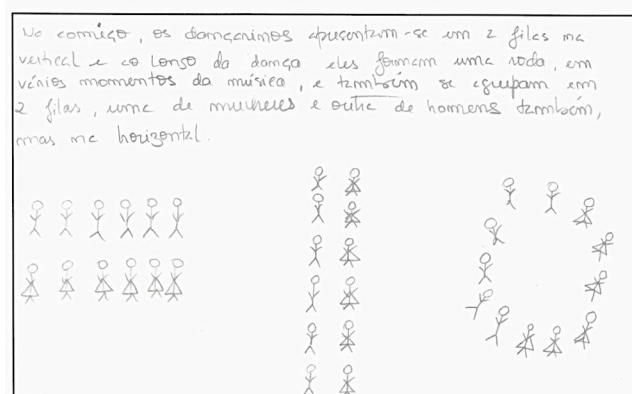 No começo, os dançarinos apresentam-se em 2 filas na
vertical e ao longo da dança eles formam uma roda, em
vários momentos da música, e também se agrupam em
2 filas, uma de mulheres e outra de homens também,
mas na horizontal.